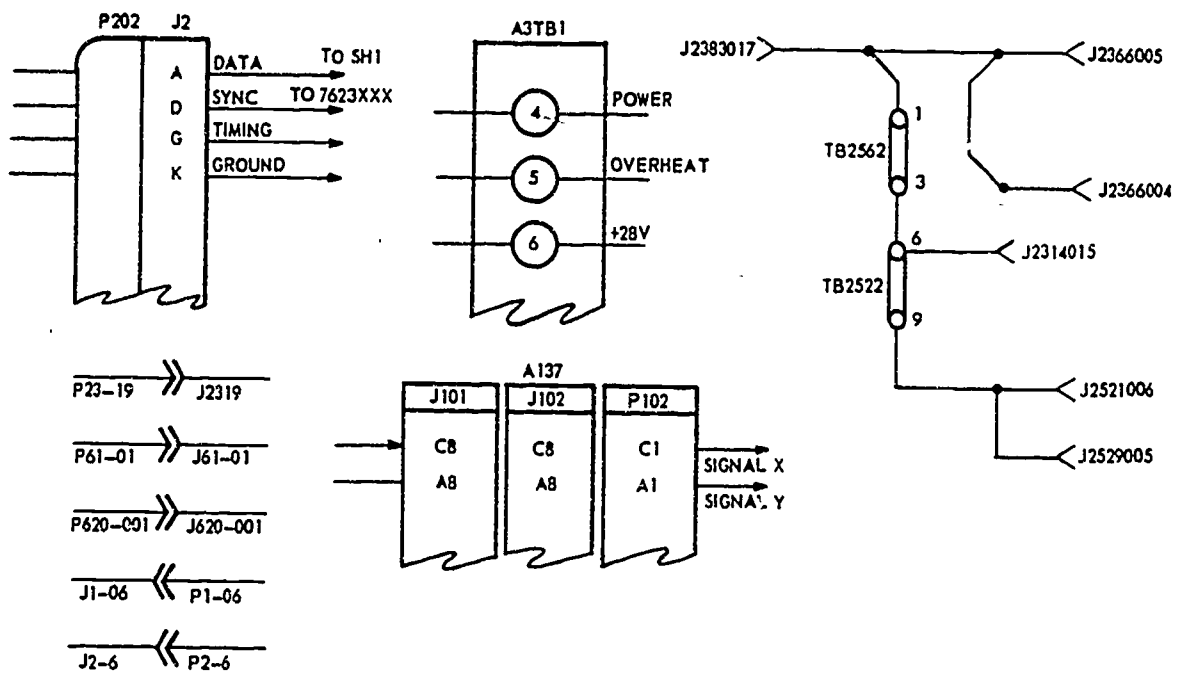 P202 J2
A DATA TO SH1
D SYNC TO 7623XXX
G TIMING
K GROUND
A3TB1
4 POWER
5 OVERHEAT
6 +28V
J2383017 J2366005
1
TB2562
3
J2366004
6
J2314015
TB2522
9
J2521006
J2529005
P23-19 J2319
P61-01 J61-01
P620-001 J620-001
J1-06 P1-06
J2-6 P2-6
A137
J101 J102 P102
C8 C8 C1
SIGNAL X
A8 A8 A1
SIGNAL Y